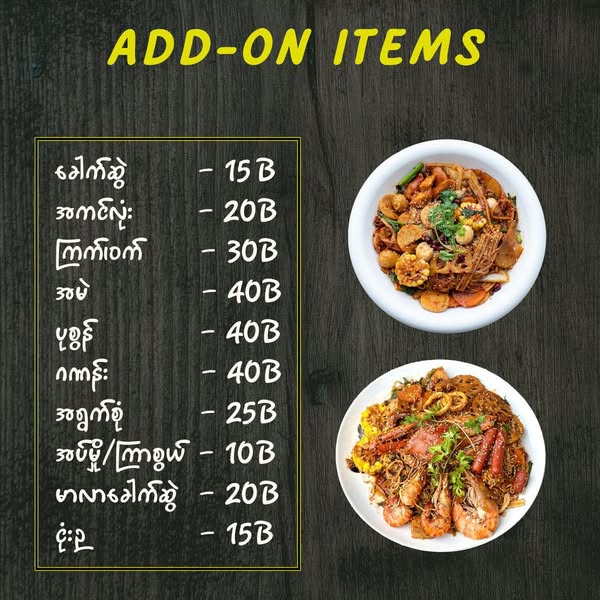 ADD-ON ITEMS
ခေါက်ဆွဲ - 15B
အကင်လုံး - 20B
ကြက်၊ဝက် - 30B
အမဲ - 40B
ပုစွန် - 40B
ဂဏန်း - 40B
အရွက်စုံ - 25B
အပ်မှို/ကြာစွယ် - 10B
မာလာခေါက်ဆွဲ - 20B
ငုံးဥ - 15B